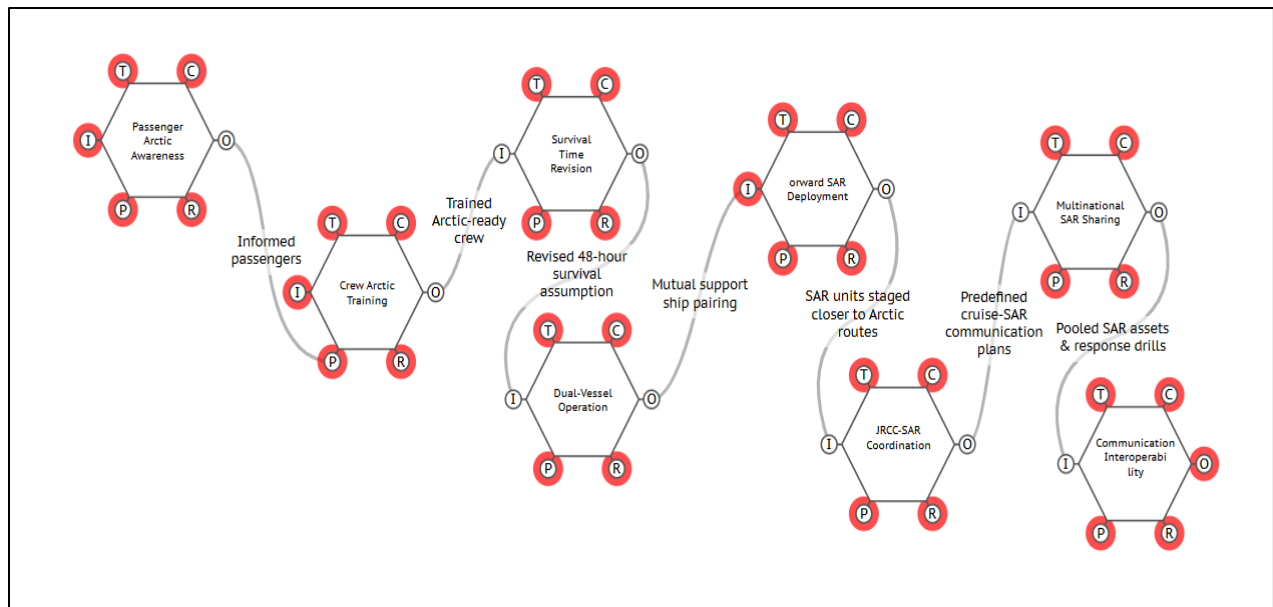 T
C
I
Passenger
Arctic
Awareness
O
P
R
Informed
passengers
T
C
I
Crew Arctic
Training
O
P
R
Trained
Arctic-ready
crew
T
C
I
Survival
Time
Revision
O
P
R
Revised 48-hour
survival
assumption
T
C
I
Dual-Vessel
Operation
O
P
R
Mutual support
ship pairing
T
C
I
orward SAR
Deployment
O
P
R
SAR units staged
closer to Arctic
routes
T
C
I
JRCC-SAR
Coordination
O
P
R
Predefined
cruise-SAR
communication
plans
T
C
I
Multinational
SAR Sharing
O
P
R
Pooled SAR assets
& response drills
T
C
I
Communication
Interoperabi
lity
O
P
R